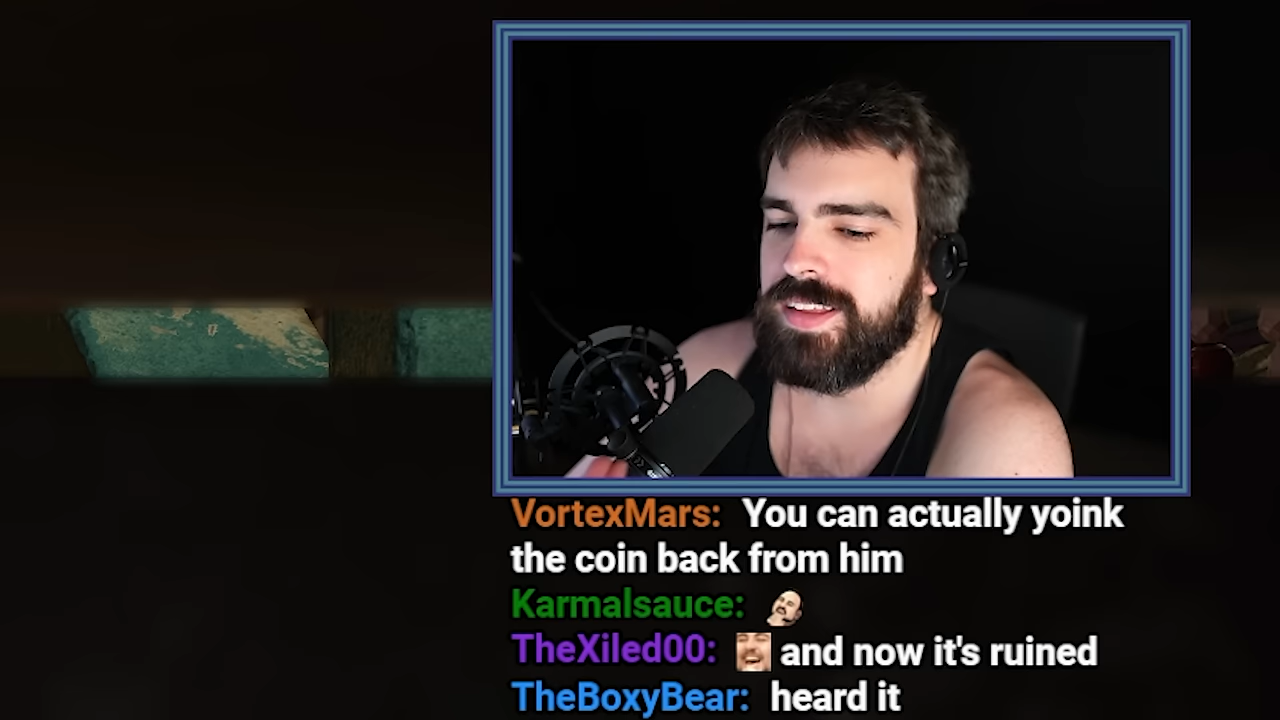 VortexMars: You can actually yoink
the coin back from him
Karmalsauce:
TheXiled00: and now it's ruined
TheBoxyBear: heard it